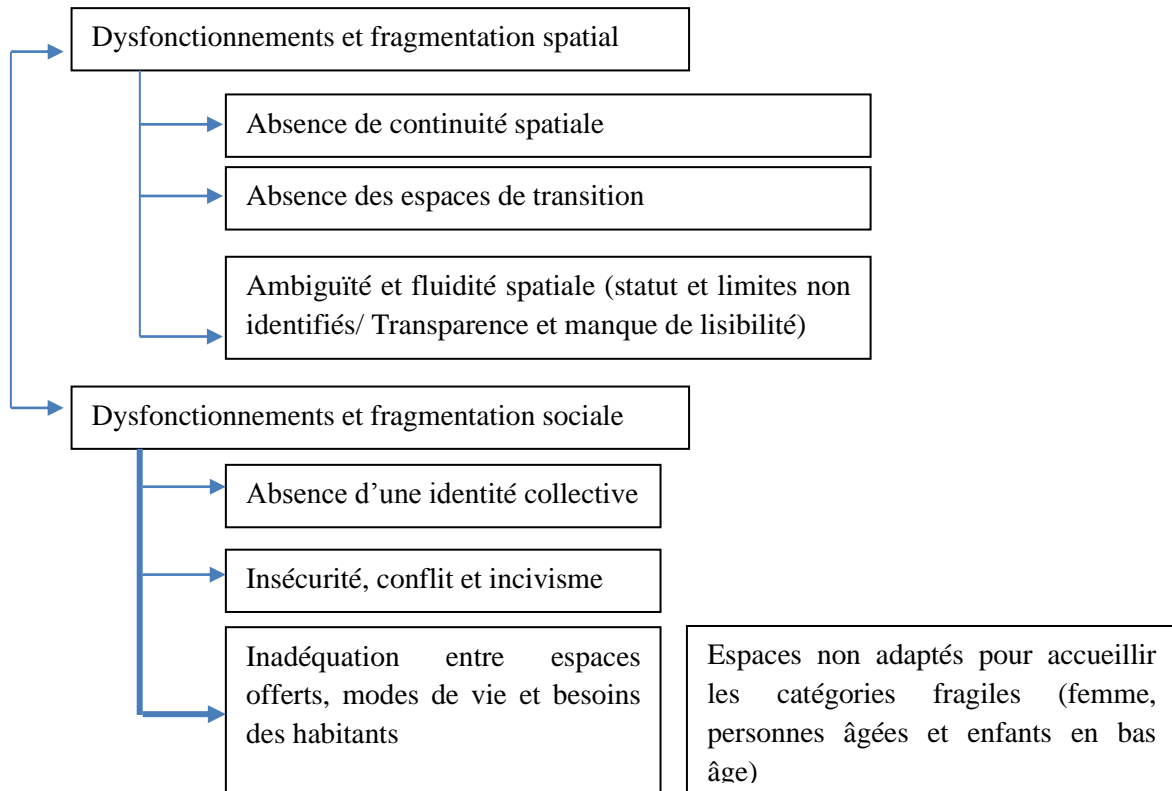 Dysfonctionnements et fragmentation spatial
Absence de continuité spatiale
Absence des espaces de transition
Ambiguïté et fluidité spatiale (statut et limites non
identifiés/ Transparence et manque de lisibilité)
Dysfonctionnements et fragmentation sociale
Absence d’une identité collective
Insécurité, conflit et incivisme
Inadéquation entre espaces
offerts, modes de vie et besoins
des habitants
Espaces non adaptés pour accueillir
les catégories fragiles (femme,
personnes âgées et enfants en bas
âge)